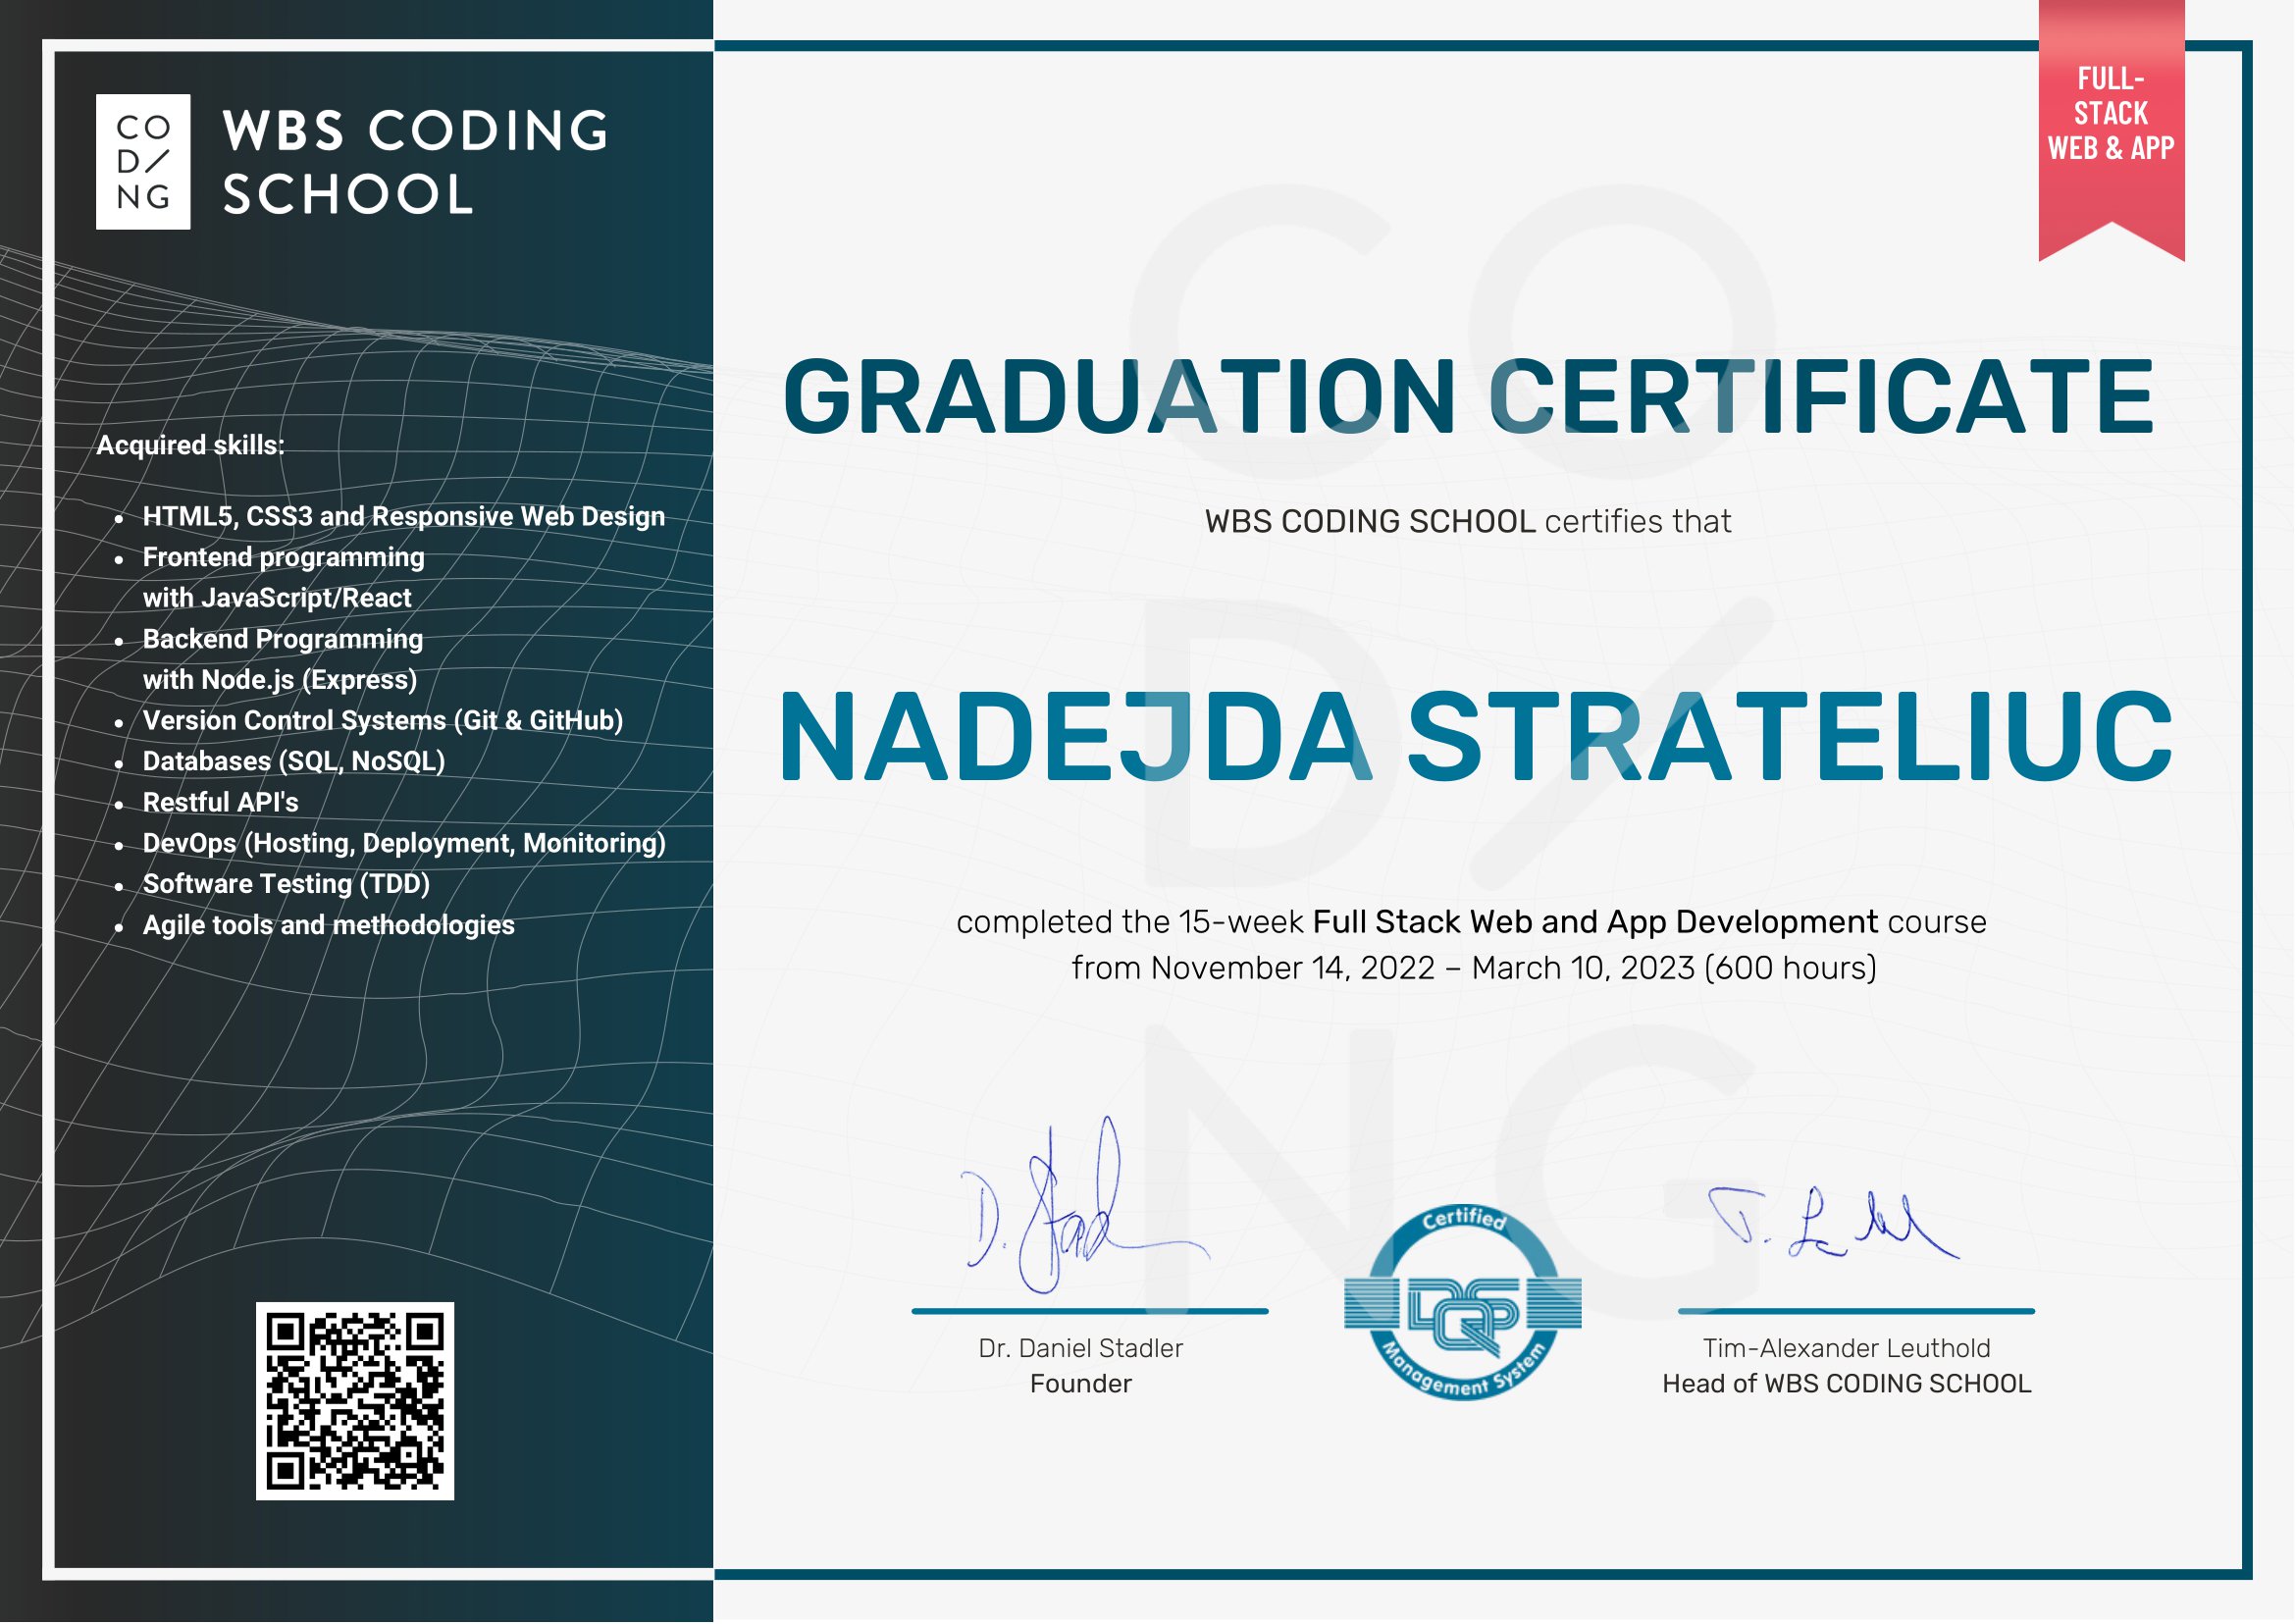 CO
D/
NG
WBS CODING
SCHOOL
Acquired skills:
• HTML5, CSS3 and Responsive Web Design
• Frontend programming
with JavaScript/React
• Backend Programming
with Node.js (Express)
• Version Control Systems (Git & GitHub)
• Databases (SQL, NoSQL)
• Restful API's
• DevOps (Hosting, Deployment, Monitoring)
• Software Testing (TDD)
• Agile tools and methodologies
FULL-
STACK
WEB & APP
CO
D/
NG
GRADUATION CERTIFICATE
WBS CODING SCHOOL certifies that
NADEJDA STRATELIUC
completed the 15-week Full Stack Web and App Development course
from November 14, 2022 – March 10, 2023 (600 hours)
D. Stad
Dr. Daniel Stadler
Founder
Certified
DQS
Management System
Tim-Alexander Leuthold
Head of WBS CODING SCHOOL